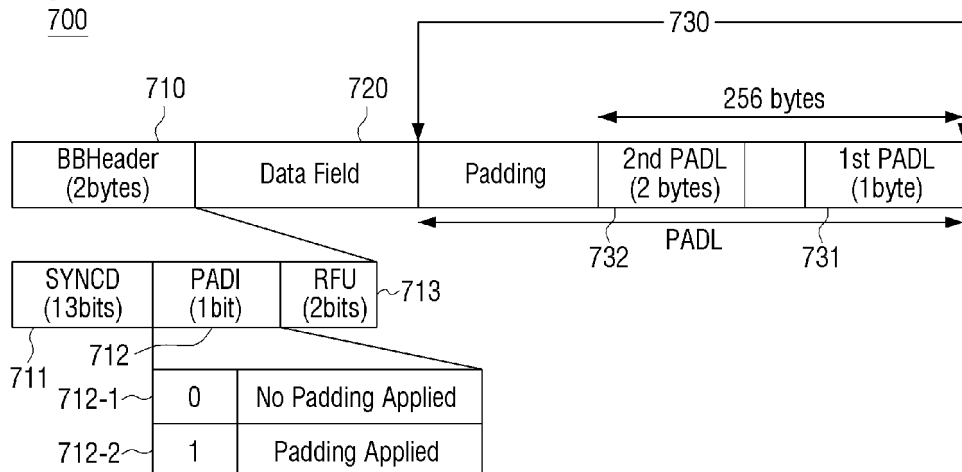 700
730
710
720
256 bytes
BBHeader
(2bytes)
Data Field
Padding
2nd PADL
(2 bytes)
1st PADL
(1byte)
732
PADL
731
SYNCD
(13bits)
PADI
(1bit)
RFU
(2bits)
713
711
712
712-1
0
No Padding Applied
712-2
1
Padding Applied